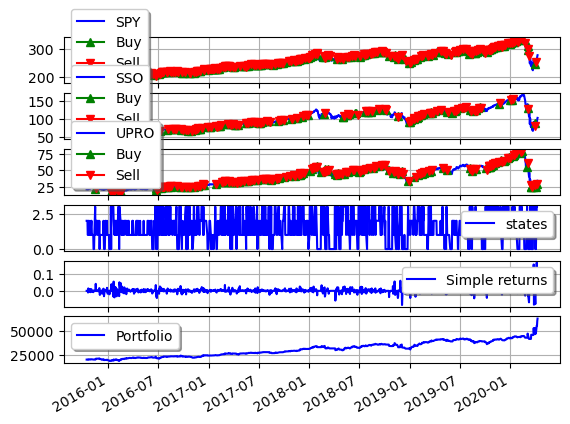 SPY
Buy
Sell
300
200
SSO
Buy
Sell
150
100
50
UPRO
Buy
Sell
75
50
25
states
2.5
0.0
Simple returns
0.1
0.0
Portfolio
50000
25000
2016-01
2016-07
2017-01
2017-07
2018-01
2018-07
2019-01
2019-07
2020-01